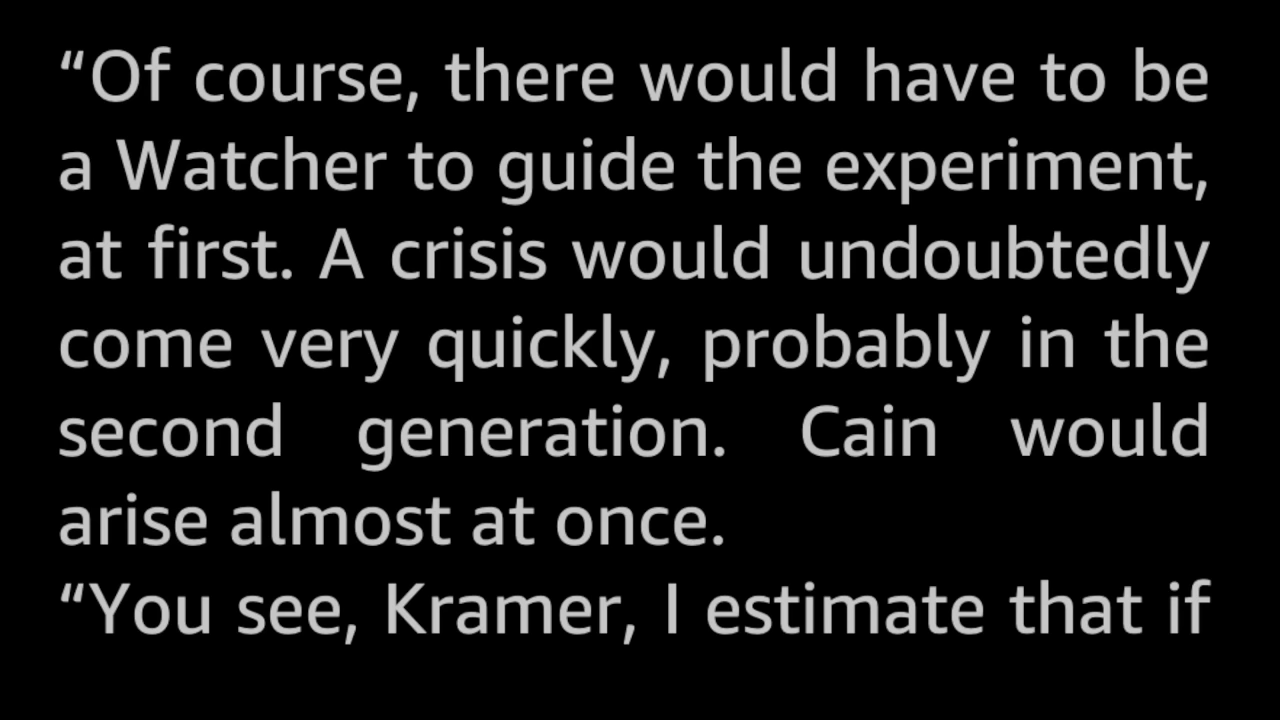 “Of course, there would have to be
a Watcher to guide the experiment,
at first. A crisis would undoubtedly
come very quickly, probably in the
second generation. Cain would
arise almost at once.
“You see, Kramer, I estimate that if